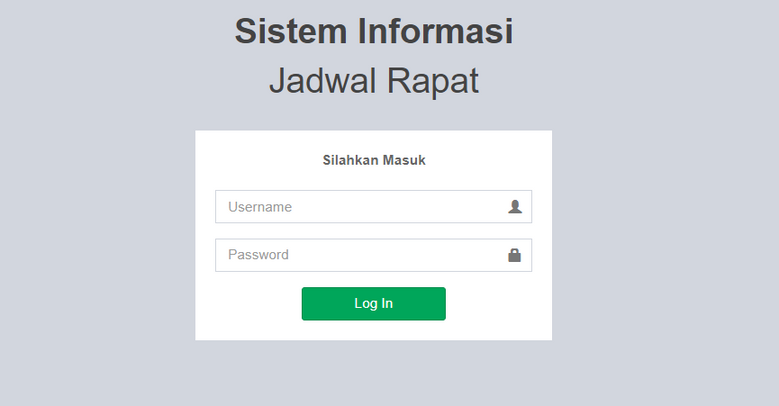 Sistem Informasi
Jadwal Rapat
Silahkan Masuk
Username
Password
Log In